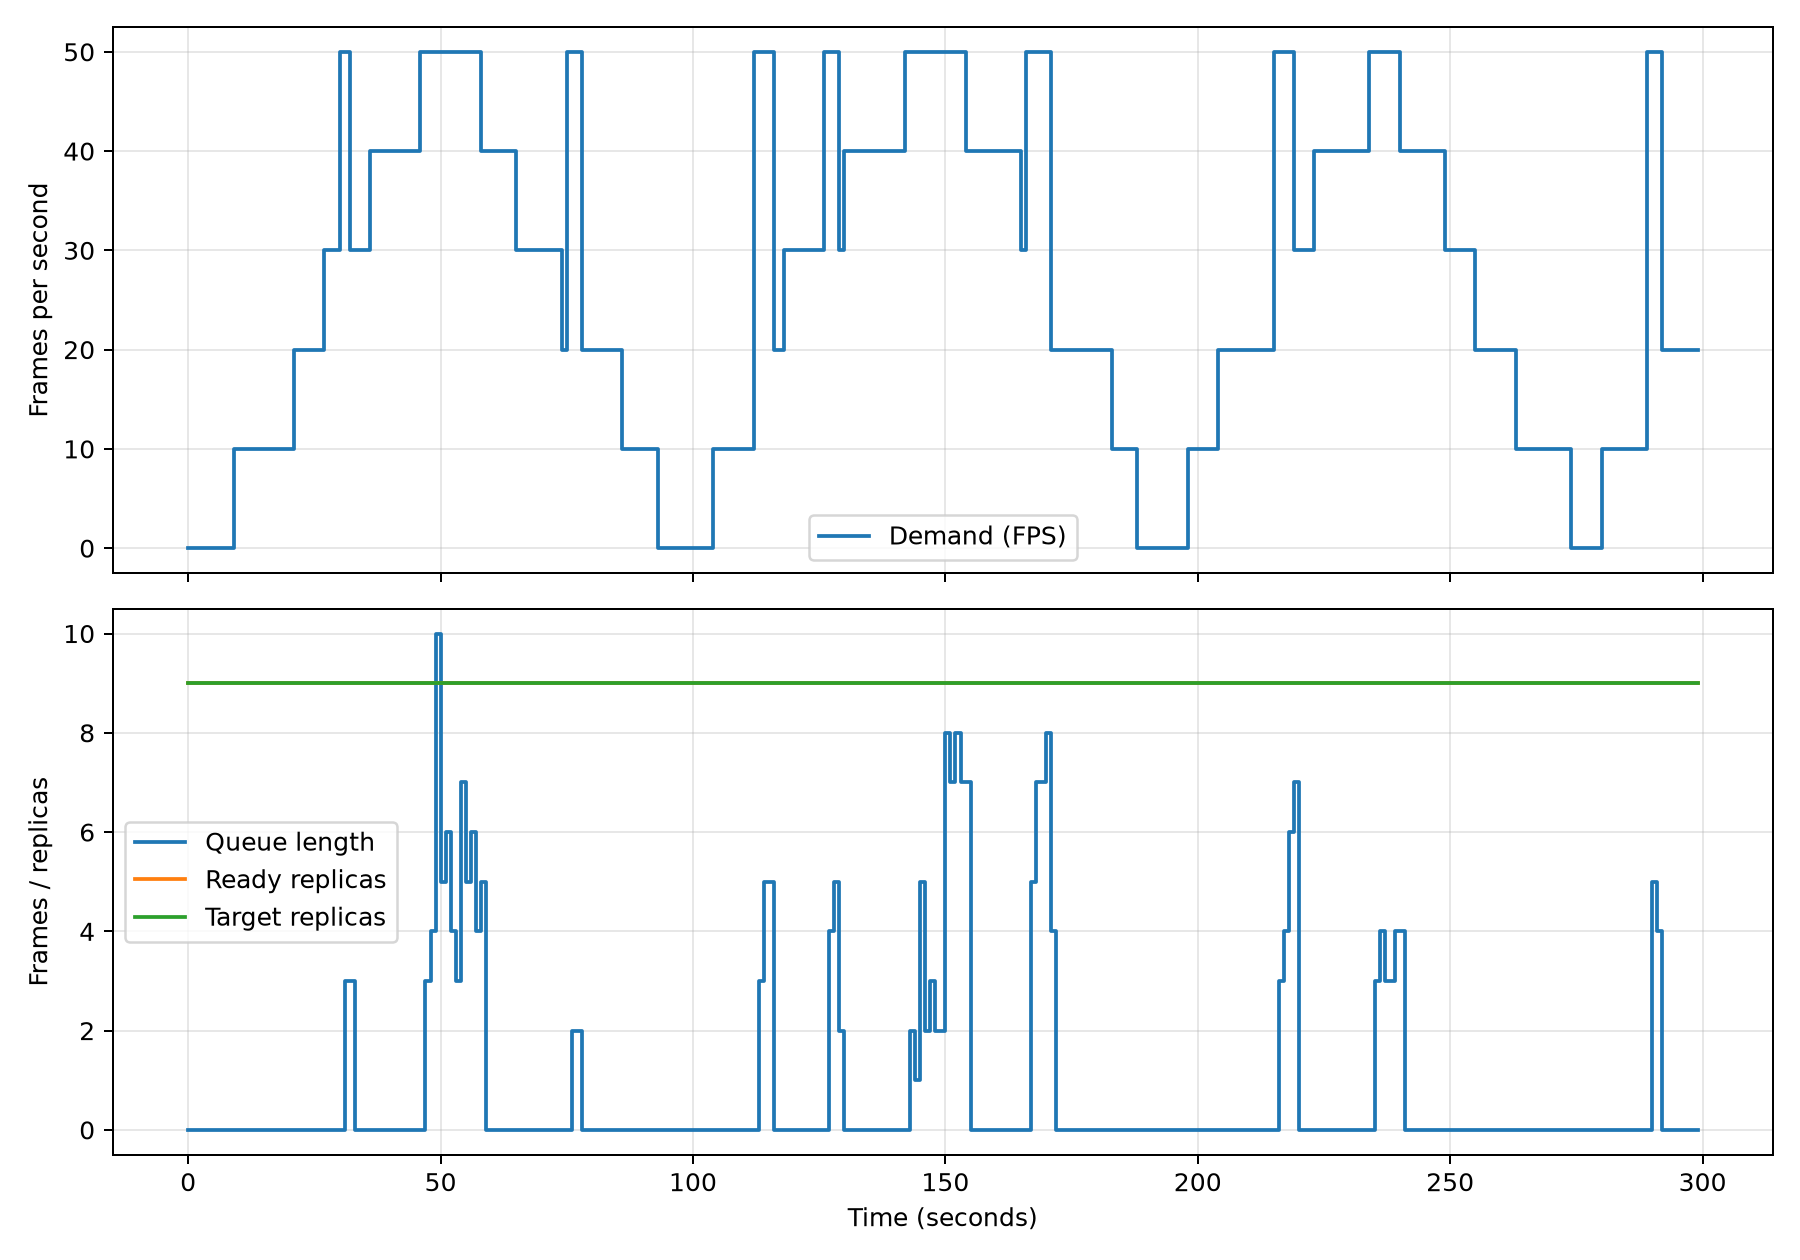 50
40
30
20
10
0
Frames per second
Demand (FPS)
10
8
6
4
2
0
Frames / replicas
Queue length
Ready replicas
Target replicas
0 50 100 150 200 250 300
Time (seconds)